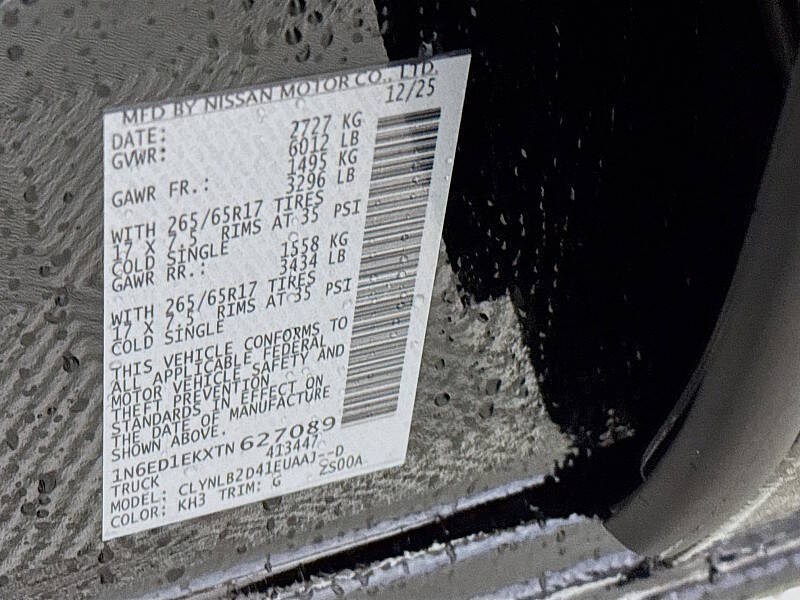 MFD BY NISSAN MOTOR CO., LTD.
DATE: 12/25
GVWR: 2727 KG
6012 LB
GAWR FR.: 1495 KG
3296 LB
WITH 265/65R17 TIRES
17 X 7.5 RIMS AT 35 PSI
COLD SINGLE
GAWR RR.: 1558 KG
3434 LB
WITH 265/65R17 TIRES
17 X 7.5 RIMS AT 35 PSI
COLD SINGLE
THIS VEHICLE CONFORMS TO
ALL APPLICABLE FEDERAL
MOTOR VEHICLE SAFETY AND
THEFT PREVENTION
STANDARDS IN EFFECT ON
THE DATE OF MANUFACTURE
SHOWN ABOVE.
1N6ED1EKXTN 627089
TRUCK 413447
MODEL: CLYNLB2D41EUAAJ--D
COLOR: KH3 TRIM: G ZS00A